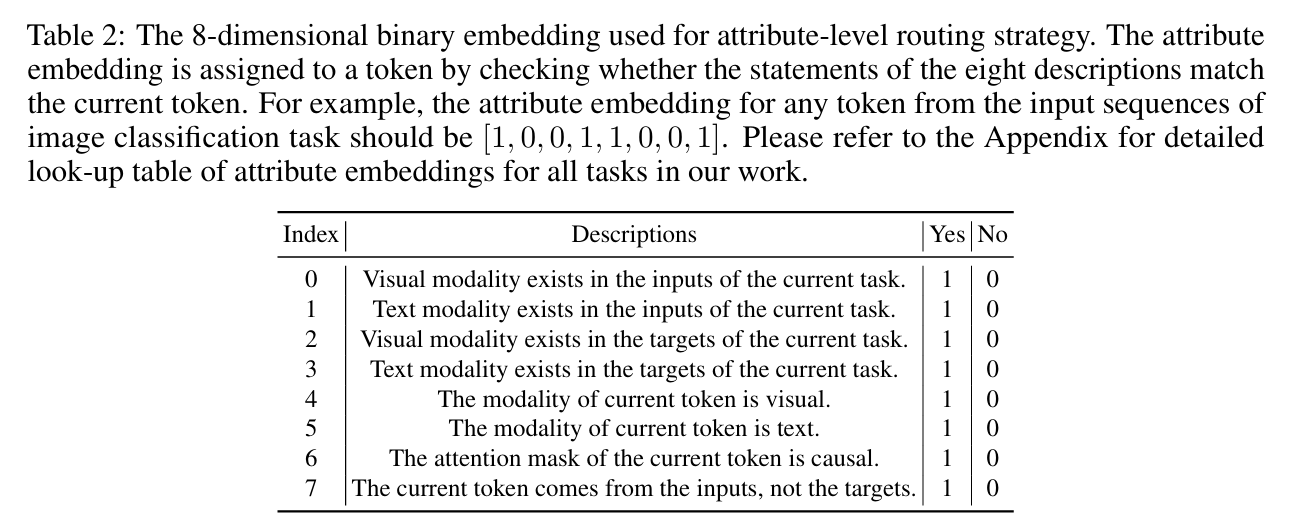 Table 2: The 8-dimensional binary embedding used for attribute-level routing strategy. The attribute
embedding is assigned to a token by checking whether the statements of the eight descriptions match
the current token. For example, the attribute embedding for any token from the input sequences of
image classification task should be [1, 0, 0, 1, 1, 0, 0, 1]. Please refer to the Appendix for detailed
look-up table of attribute embeddings for all tasks in our work.
Index Descriptions Yes No
0 Visual modality exists in the inputs of the current task. 1 0
1 Text modality exists in the inputs of the current task. 1 0
2 Visual modality exists in the targets of the current task. 1 0
3 Text modality exists in the targets of the current task. 1 0
4 The modality of current token is visual. 1 0
5 The modality of current token is text. 1 0
6 The attention mask of the current token is causal. 1 0
7 The current token comes from the inputs, not the targets. 1 0